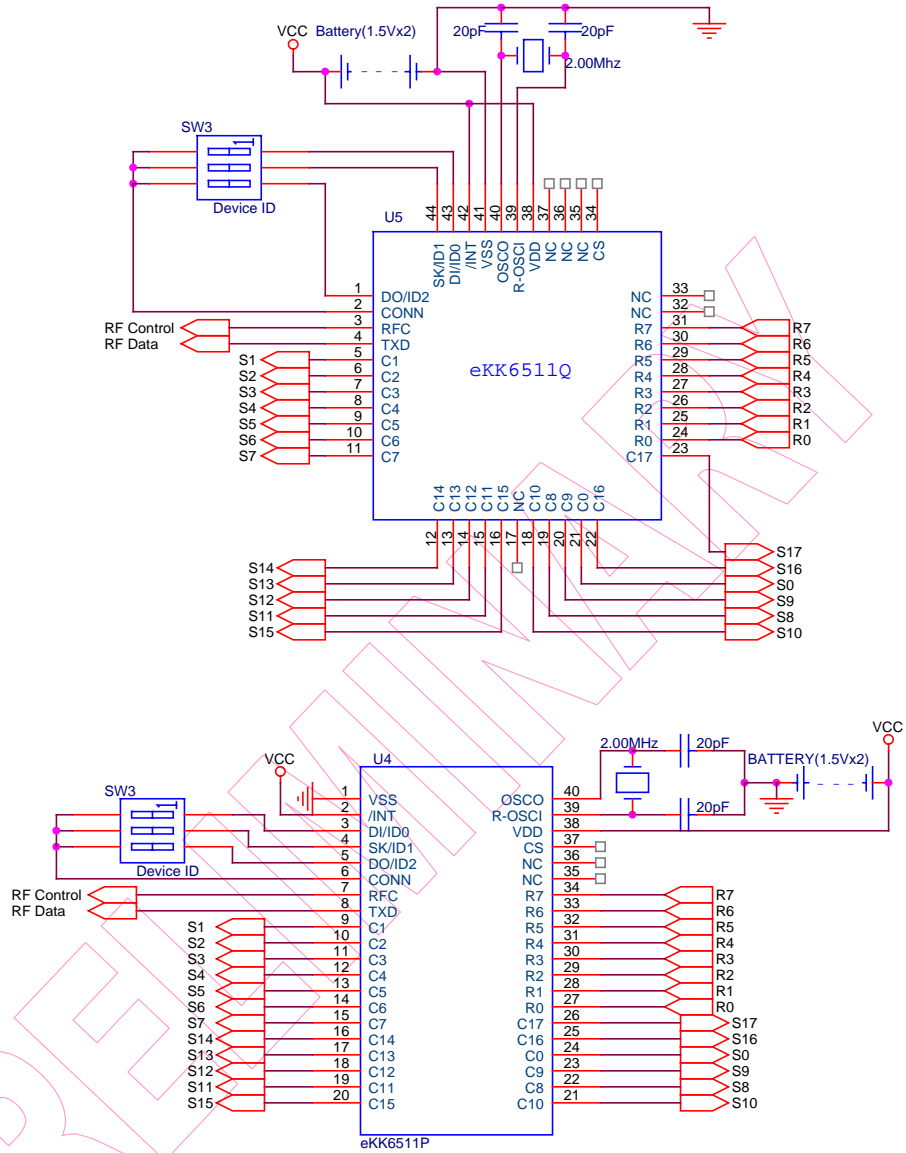 VCC Battery(1.5Vx2) 20pF 20pF
2.00Mhz
SW3
1
Device ID
U5
44 43 42 41 40 39 38 37 36 35 34
SK/ID1 DI/ID0 /INT VSS OSCO R-OSCI VDD NC NC NC CS
1 DO/ID2 NC 33
2 CONN NC 32
RF Control 3 RFC R7 31 R7
RF Data 4 TXD R6 30 R6
S1 5 C1 R5 29 R5
S2 6 C2 R4 28 R4
S3 7 C3 eKK6511Q R3 27 R3
S4 8 C4 R2 26 R2
S5 9 C5 R1 25 R1
S6 10 C6 R0 24 R0
S7 11 C7 C17 23
C14 C13 C12 C11 C15 NC C10 C8 C9 C0 C16
12 13 14 15 16 17 18 19 20 21 22
S17
S14 S16
S13 S0
S12 S9
S11 S8
S15 S10
VCC
2.00MHz 20pF BATTERY(1.5Vx2)
VCC U4
SW3
1
Device ID
20pF
1 VSS OSCO 40
2 /INT R-OSCI 39
3 DI/ID0 VDD 38
4 SK/ID1 CS 37
5 DO/ID2 NC 36
6 CONN NC 35
RF Control 7 RFC R7 34 R7
RF Data 8 TXD R6 33 R6
S1 9 C1 R5 32 R5
S2 10 C2 R4 31 R4
S3 11 C3 R3 30 R3
S4 12 C4 R2 29 R2
S5 13 C5 R1 28 R1
S6 14 C6 R0 27 R0
S7 15 C7 C17 26 S17
S14 16 C14 C16 25 S16
S13 17 C13 C0 24 S0
S12 18 C12 C9 23 S9
S11 19 C11 C8 22 S8
S15 20 C15 C10 21 S10
eKK6511P